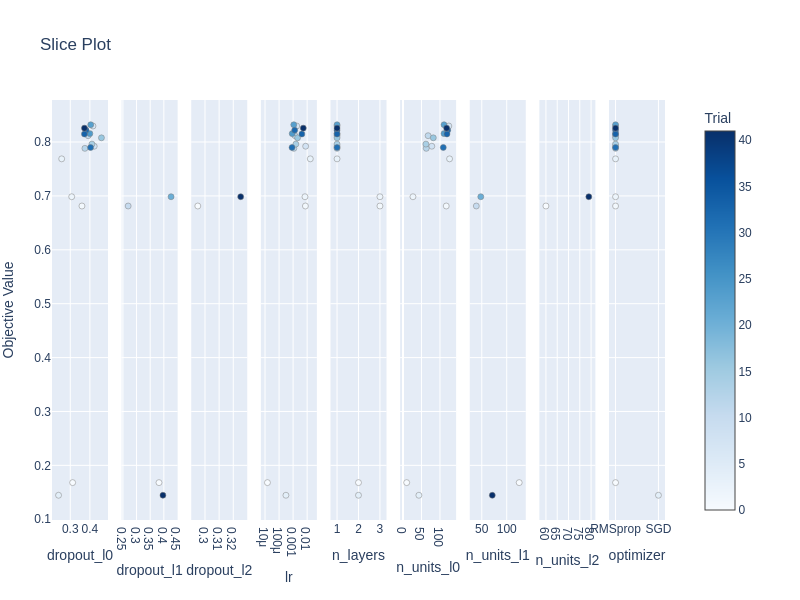 Slice Plot
Trial
Objective Value
0.8
0.7
0.6
0.5
0.4
0.3
0.2
0.1
40
35
30
25
20
15
10
5
0
0.3 0.4
0.25 0.3 0.35 0.4 0.45
0.3 0.31 0.32
10μ 100μ 0.001 0.01
1 2 3
0 50 100
50 100
60 65 70 75 80
RMSprop SGD
dropout_l0
dropout_l1
dropout_l2
lr
n_layers
n_units_l0
n_units_l1
n_units_l2
optimizer